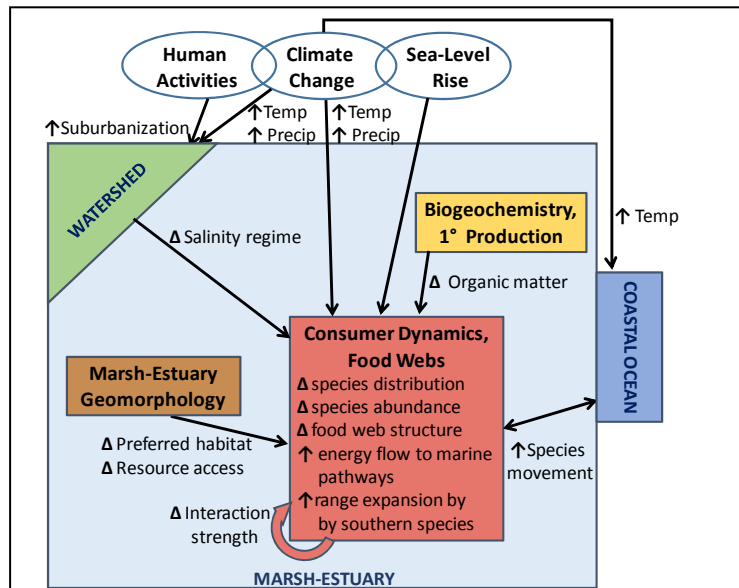 Human
Activities
Climate
Change
Sea-Level
Rise
↑Suburbanization
↑Temp
↑ Precip
↑Temp
↑ Precip
WATERSHED
Δ Salinity regime
Biogeochemistry,
1° Production
↑ Temp
Δ Organic matter
COASTAL OCEAN
Consumer Dynamics,
Food Webs
Δ species distribution
Δ species abundance
Δ food web structure
↑ energy flow to marine
pathways
↑range expansion by
by southern species
Marsh-Estuary
Geomorphology
Δ Preferred habitat
Δ Resource access
↑Species
movement
Δ Interaction
strength
MARSH-ESTUARY